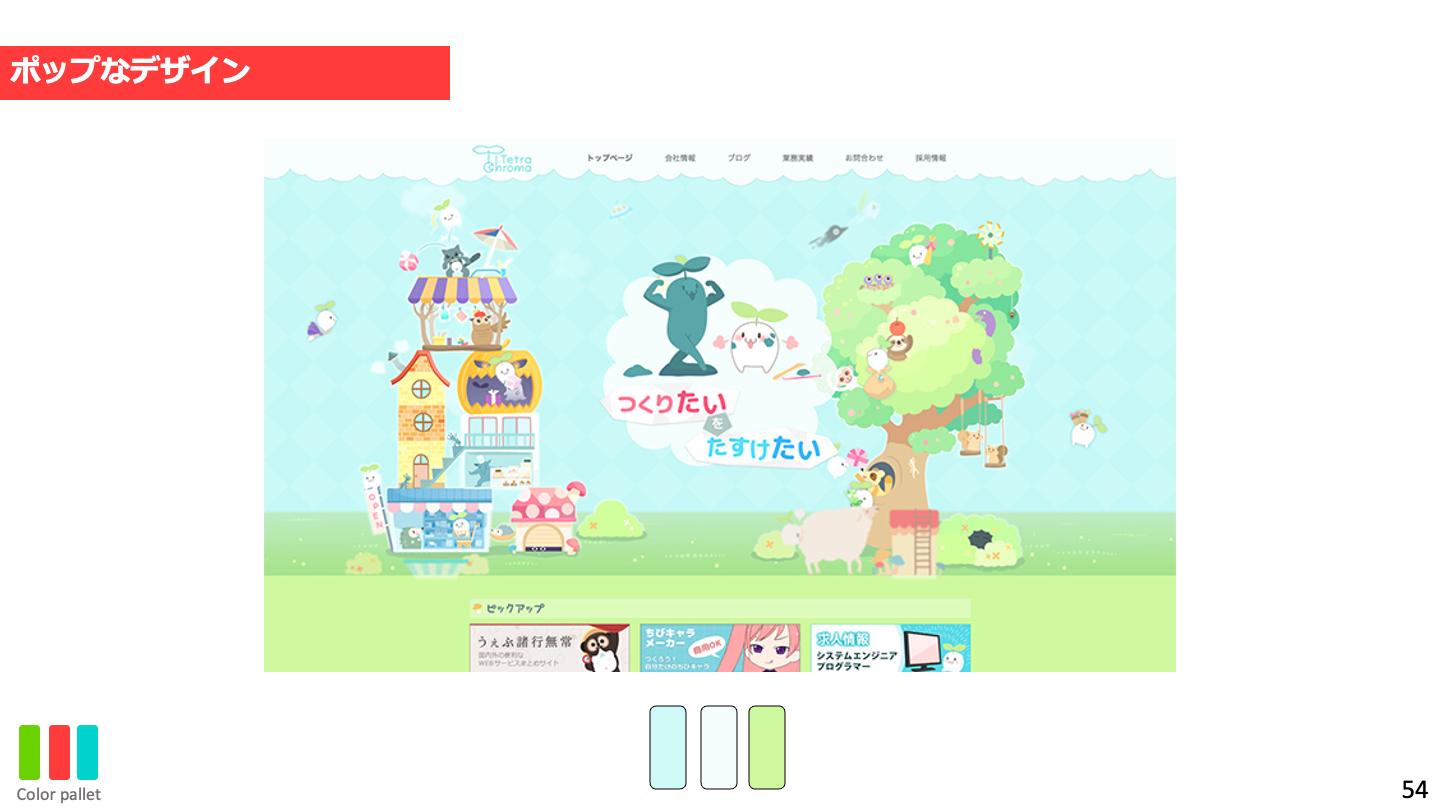 ポップなデザイン
Tetra
Chroma
トップページ
会社情報
ブログ
業務実績
お問合わせ
採用情報
つくりたい
を
たすけたい
OPEN
ピックアップ
うぇぶ諸行無常
国内外の便利な
WEBサービスまとめサイト
ちびキャラ
メーカー
商用OK
つくろう！
自分だけのちびキャラ
求人情報
システムエンジニア
プログラマー
Color pallet
54